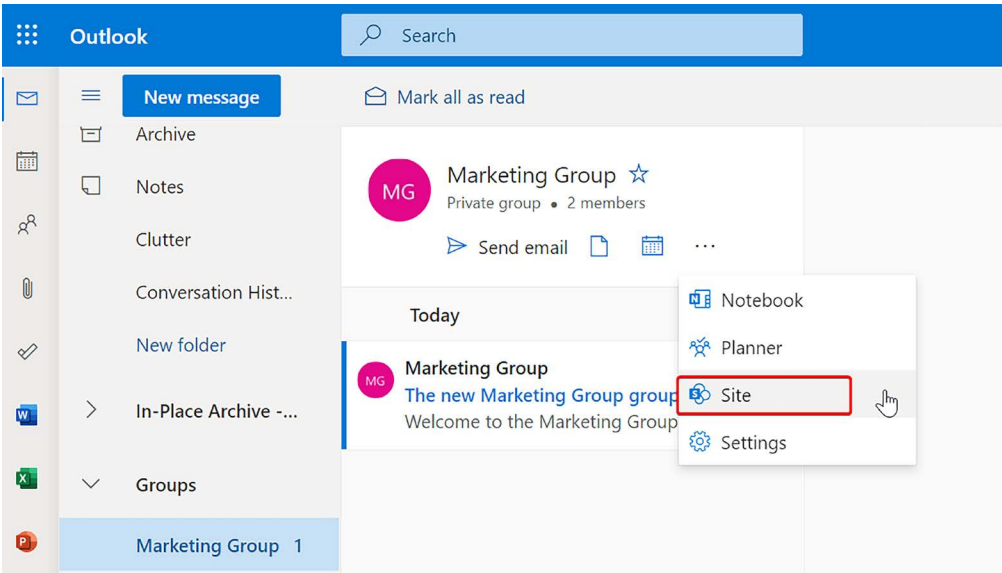 Outlook
Search
New message
Mark all as read
Archive
Notes
Clutter
Conversation Hist...
New folder
In-Place Archive -...
Groups
Marketing Group 1
MG
Marketing Group
Private group • 2 members
Send email
...
Today
MG
Marketing Group
The new Marketing Group group
Welcome to the Marketing Group
Notebook
Planner
Site
Settings